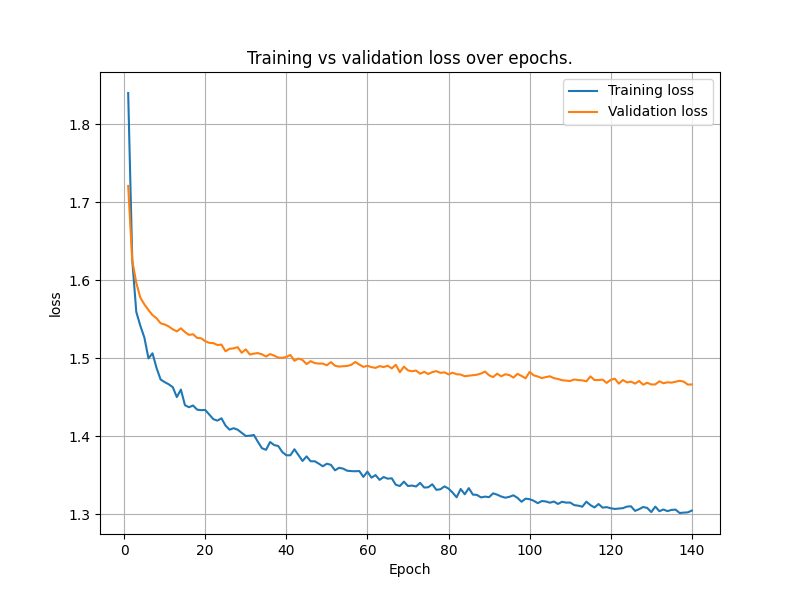 Training vs validation loss over epochs.
Training loss
Validation loss
1.8
1.7
1.6
1.5
1.4
1.3
loss
0 20 40 60 80 100 120 140
Epoch